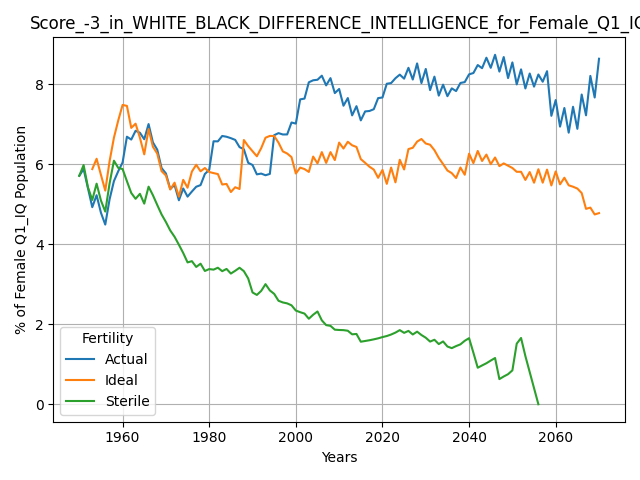 Score_-3_in_WHITE_BLACK_DIFFERENCE_INTELLIGENCE_for_Female_Q1_IQ
% of Female Q1_IQ Population
8
6
4
2
0
Fertility
Actual
Ideal
Sterile
1960 1980 2000 2020 2040 2060
Years